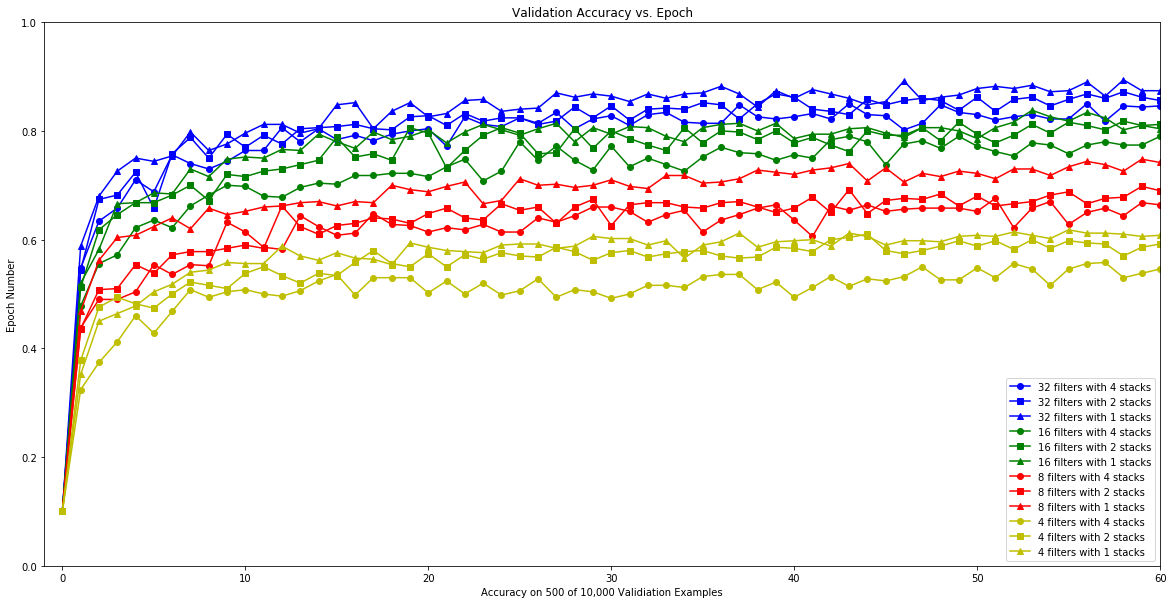 Validation Accuracy vs. Epoch
1.0
0.8
0.6
0.4
0.2
0.0
Epoch Number
0 10 20 30 40 50 60
Accuracy on 500 of 10,000 Validiation Examples
32 filters with 4 stacks
32 filters with 2 stacks
32 filters with 1 stacks
16 filters with 4 stacks
16 filters with 2 stacks
16 filters with 1 stacks
8 filters with 4 stacks
8 filters with 2 stacks
8 filters with 1 stacks
4 filters with 4 stacks
4 filters with 2 stacks
4 filters with 1 stacks